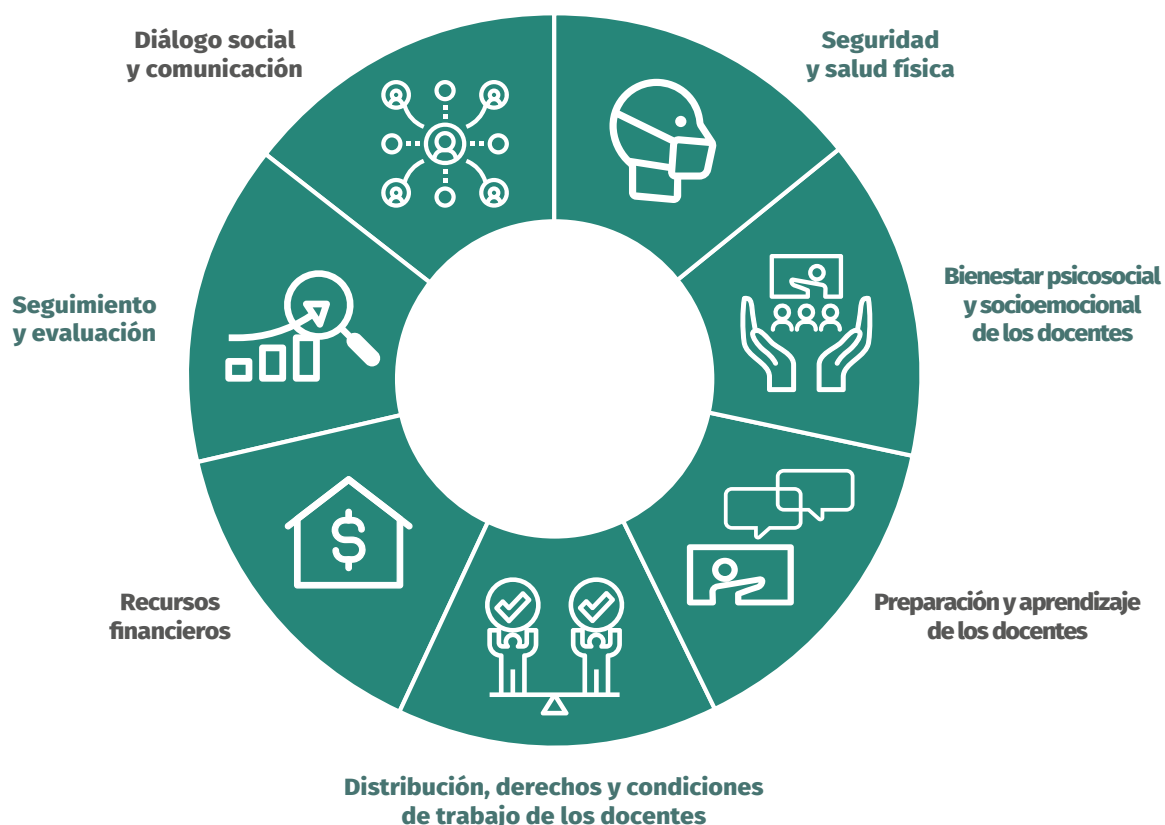 Diálogo social
y comunicación
Seguridad
y salud física
Bienestar psicosocial
y socioemocional
de los docentes
Preparación y aprendizaje
de los docentes
Distribución, derechos y condiciones
de trabajo de los docentes
Recursos
financieros
$
Seguimiento
y evaluación